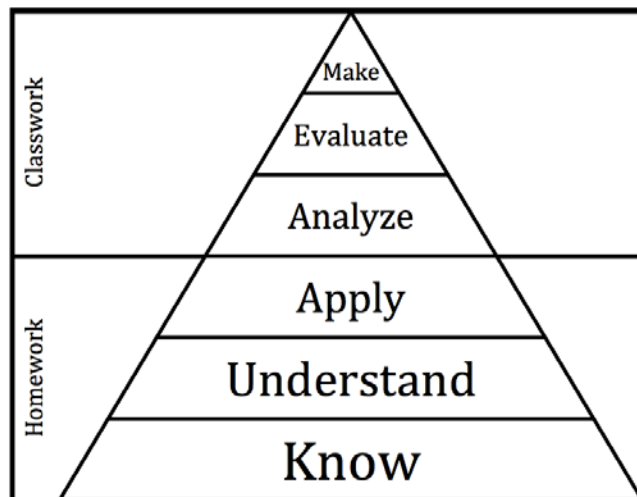 Classwork
Make
Evaluate
Analyze
Homework
Apply
Understand
Know